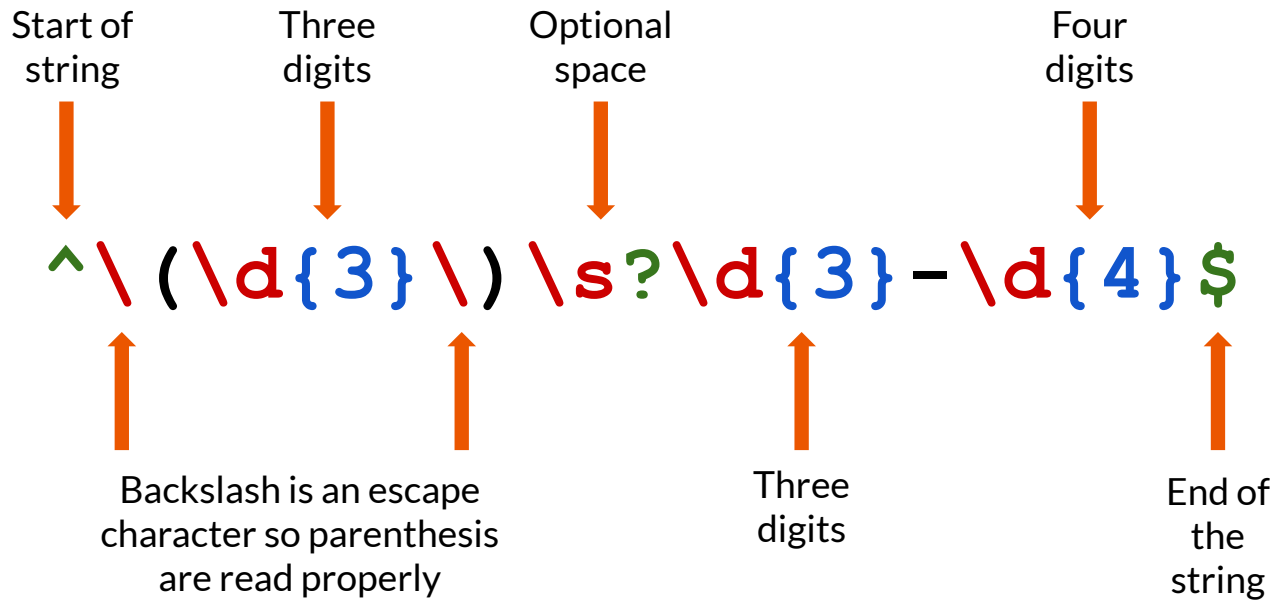 Start of
string
Three
digits
Optional
space
Four
digits
^\(\d{3}\)\s?\d{3}-\d{4}$
Backslash is an escape
character so parenthesis
are read properly
Three
digits
End of
the
string